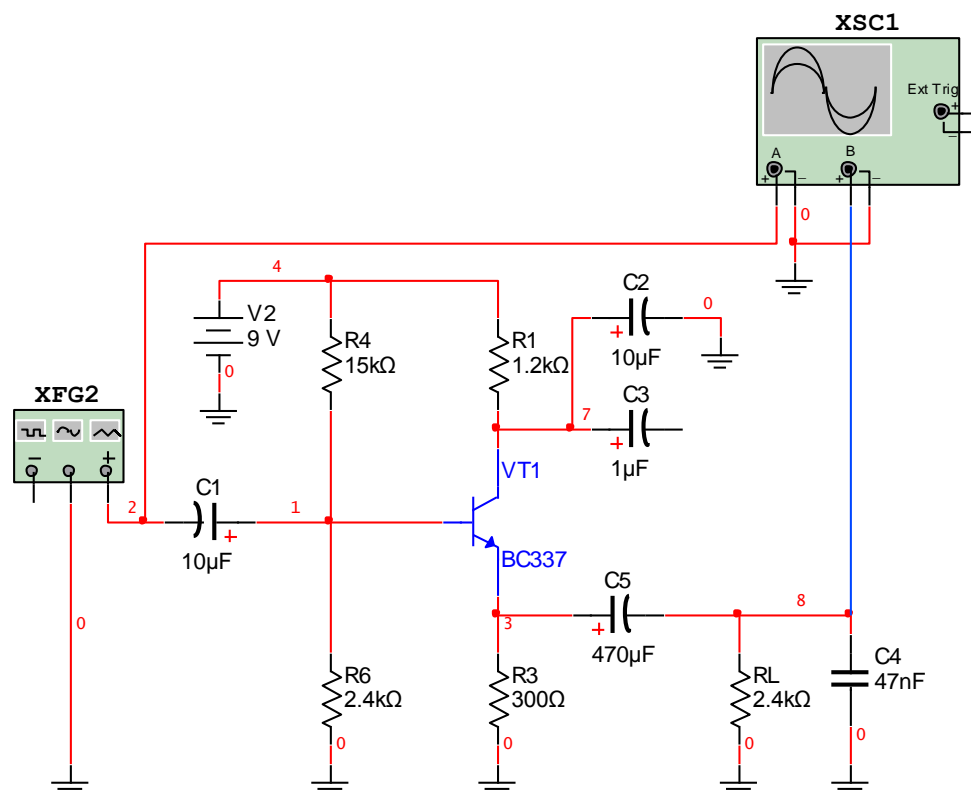 XSC1
Ext Trig
+
−
A
B
+
−
+
−
0
4
V2
9 V
0
R4
15kΩ
R1
1.2kΩ
C2
+
10µF
0
7
C3
+
1µF
XFG2
−
+
2
C1
+
10µF
1
VT1
BC337
3
C5
+
470µF
8
C4
47nF
0
R6
2.4kΩ
0
R3
300Ω
0
RL
2.4kΩ
0
0